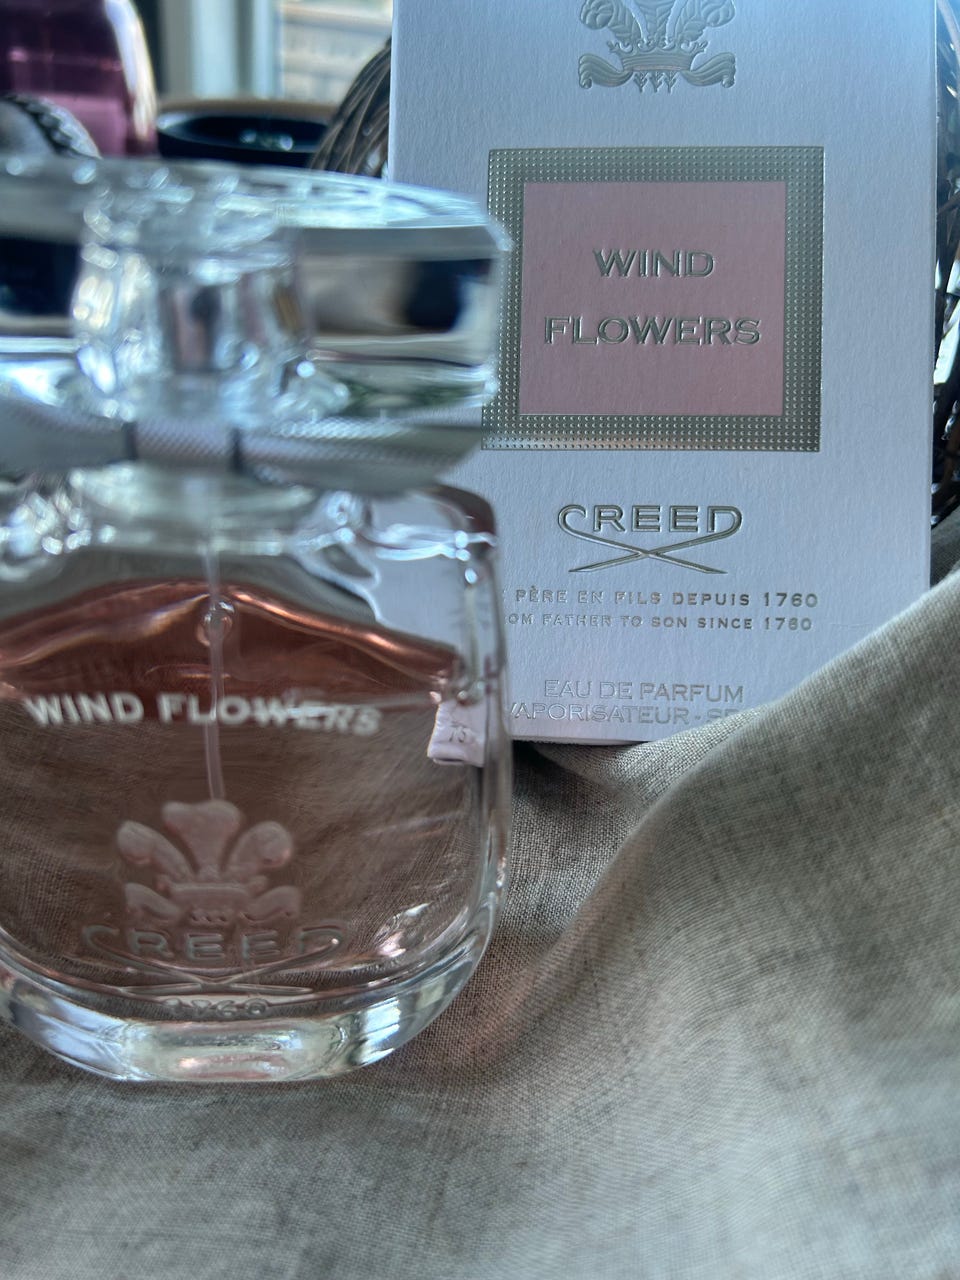 WIND
FLOWERS
CREED
PÈRE EN FILS DEPUIS 1760
FATHER TO SON SINCE 1760
EAU DE PARFUM
VAPORISATEUR
WIND FLOWERS
75
CREED
1760